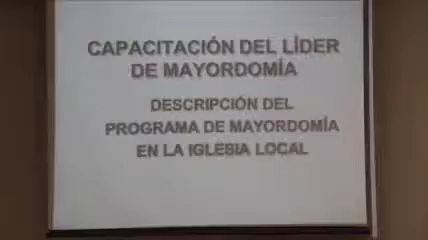 CAPACITACIÓN DEL LÍDER
DE MAYORDOMÍA
DESCRIPCIÓN DEL
PROGRAMA DE MAYORDOMÍA
EN LA IGLESIA LOCAL